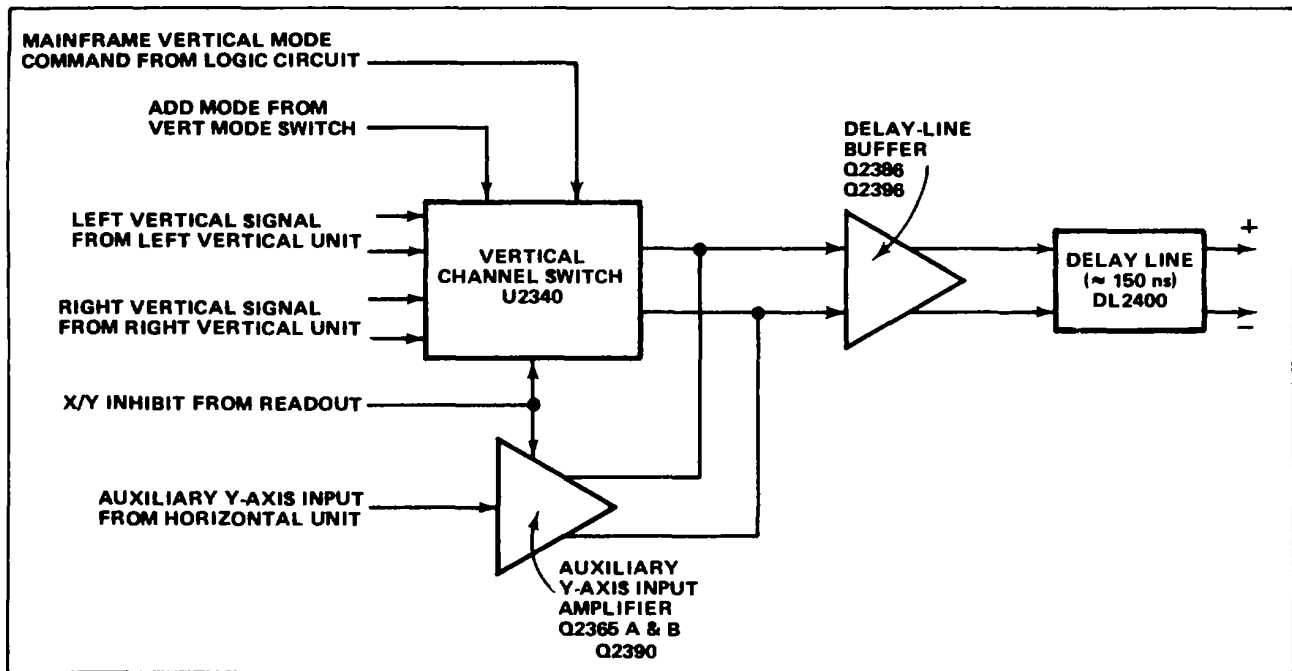 MAINFRAME VERTICAL MODE
COMMAND FROM LOGIC CIRCUIT
ADD MODE FROM
VERT MODE SWITCH
LEFT VERTICAL SIGNAL
FROM LEFT VERTICAL UNIT
RIGHT VERTICAL SIGNAL
FROM RIGHT VERTICAL UNIT
X/Y INHIBIT FROM READOUT
AUXILIARY Y-AXIS INPUT
FROM HORIZONTAL UNIT
VERTICAL
CHANNEL SWITCH
U2340
AUXILIARY
Y-AXIS INPUT
AMPLIFIER
Q2365 A & B
Q2390
DELAY-LINE
BUFFER
Q2386
Q2396
DELAY LINE
(≈ 150 ns)
DL2400
+
−